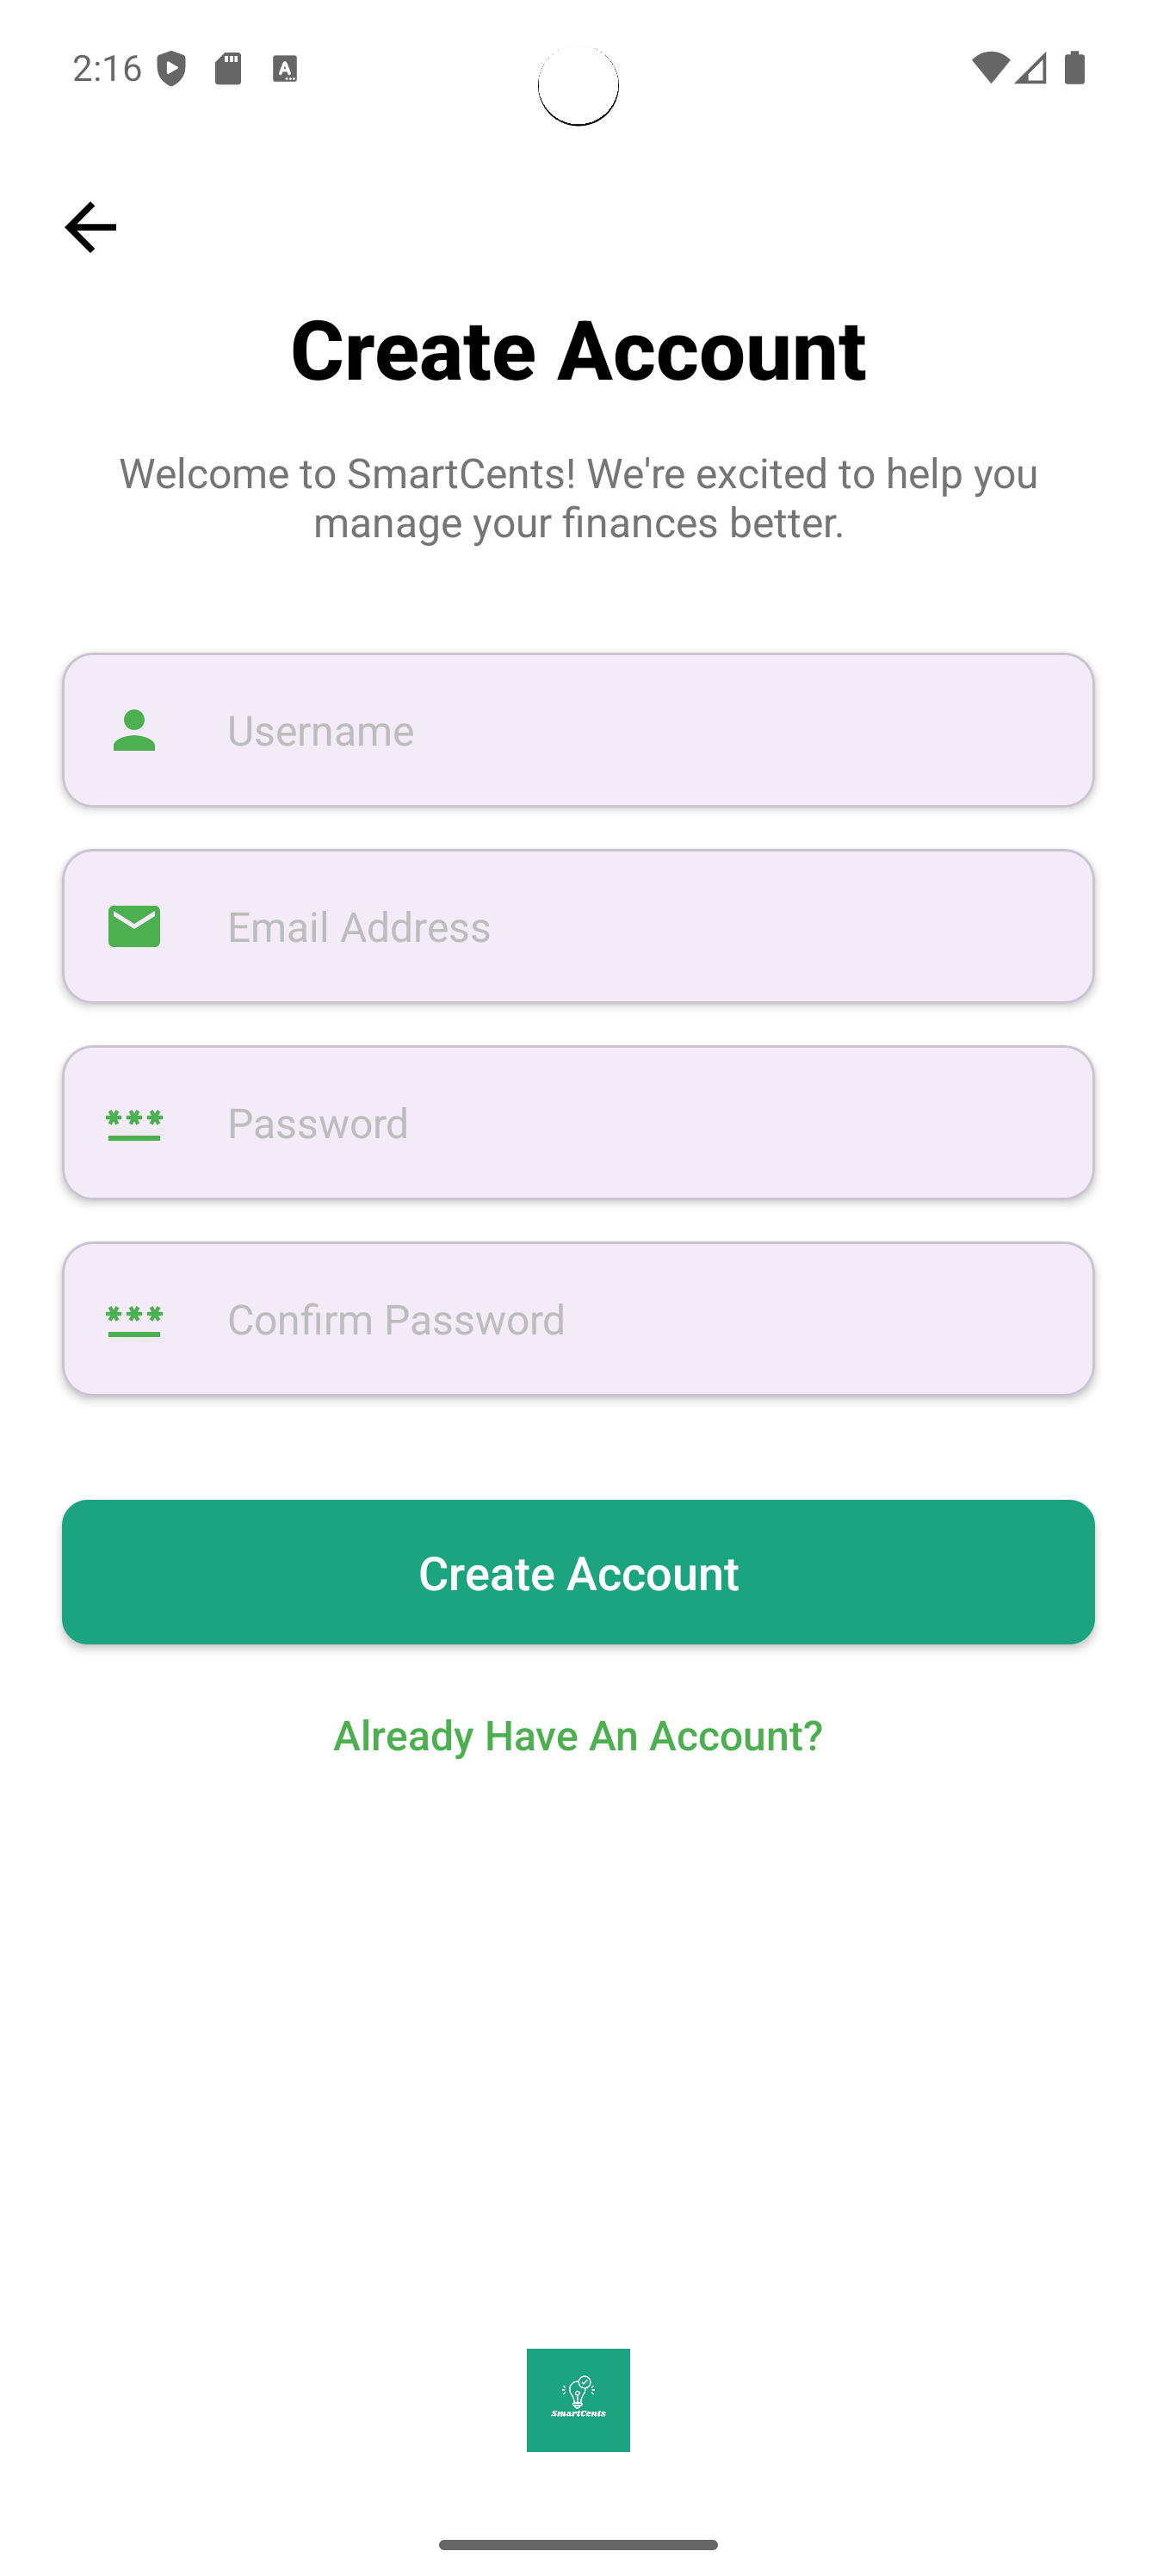 2:16
Create Account
Welcome to SmartCents! We're excited to help you
manage your finances better.
Username
Email Address
Password
Confirm Password
Create Account
Already Have An Account?
SmartCents